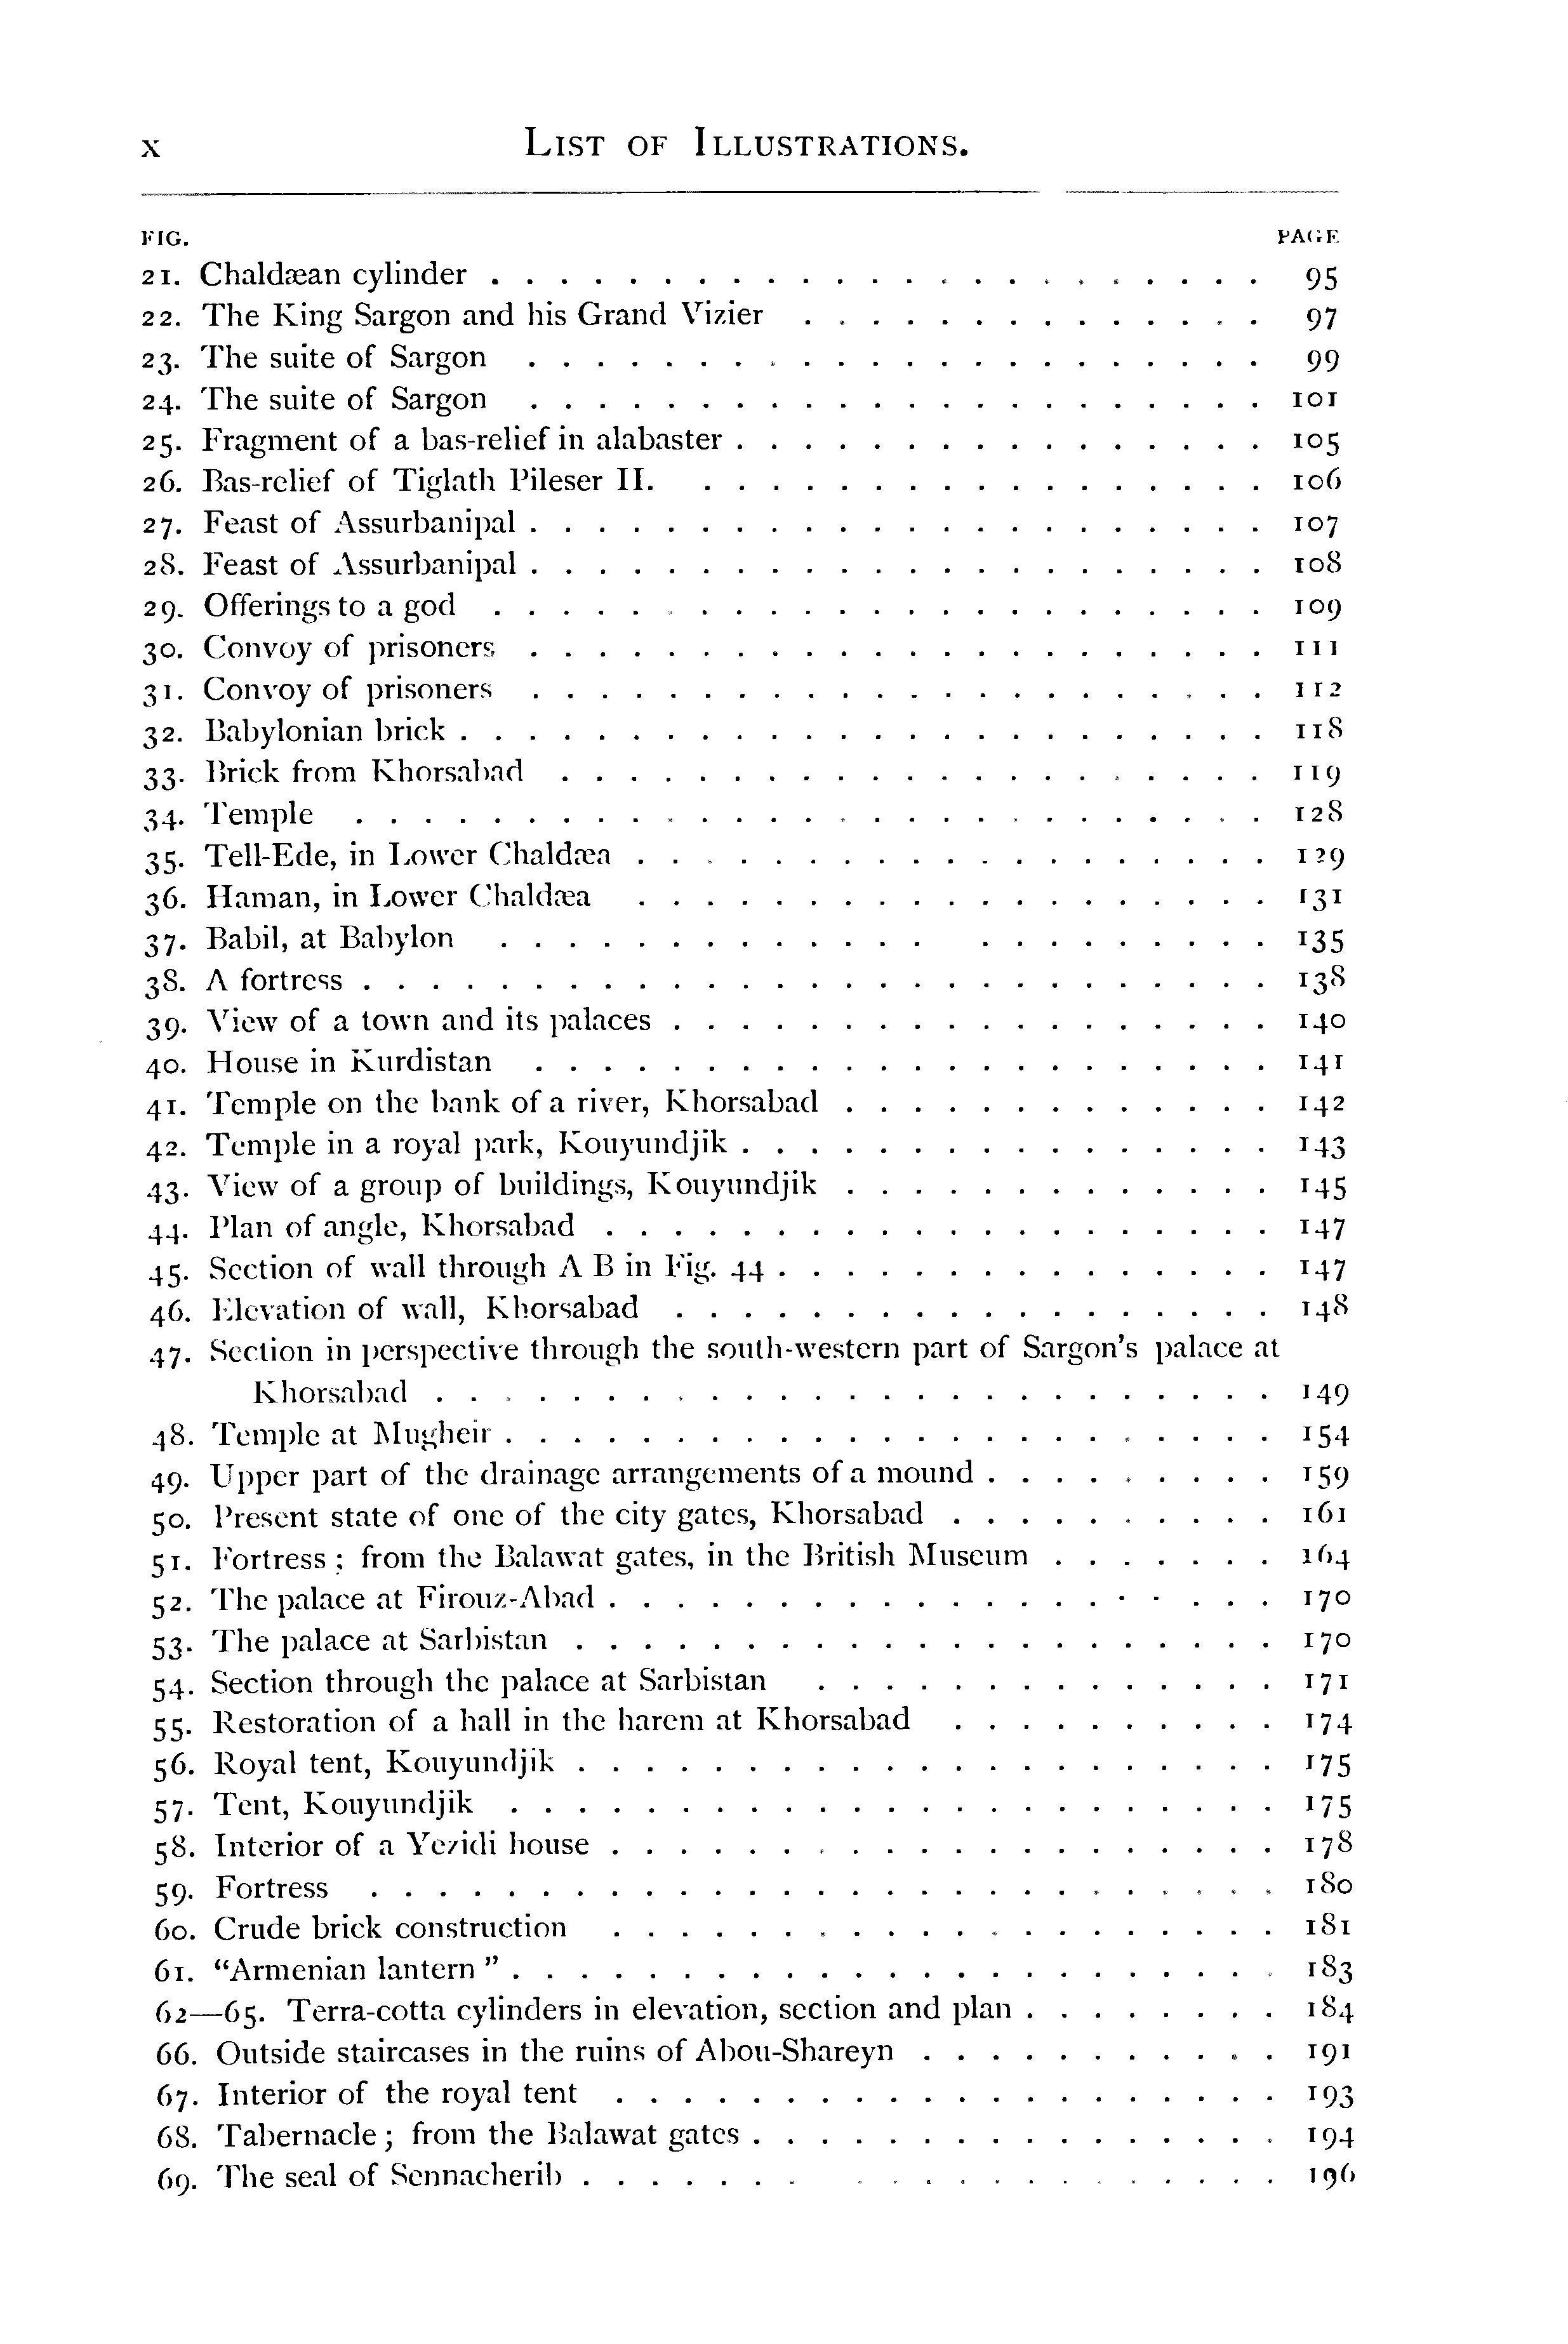 x List of Illustrations.
FIG. PAGE
21. Chaldæan cylinder . . . . . . . . . . . . . . . . . . . . . . . 95
22. The King Sargon and his Grand Vizier . . . . . . . . . . . . . . 97
23. The suite of Sargon . . . . . . . . . . . . . . . . . . . . . . 99
24. The suite of Sargon . . . . . . . . . . . . . . . . . . . . . . 101
25. Fragment of a bas-relief in alabaster . . . . . . . . . . . . . . . . 105
26. Bas-relief of Tiglath Pileser II. . . . . . . . . . . . . . . . . . 106
27. Feast of Assurbanipal . . . . . . . . . . . . . . . . . . . . . . 107
28. Feast of Assurbanipal . . . . . . . . . . . . . . . . . . . . . . 108
29. Offerings to a god . . . . . . . . . . . . . . . . . . . . . . . 109
30. Convoy of prisoners . . . . . . . . . . . . . . . . . . . . . . 111
31. Convoy of prisoners . . . . . . . . . . . . . . . . . . . . . . 112
32. Babylonian brick . . . . . . . . . . . . . . . . . . . . . . . . 118
33. Brick from Khorsabad . . . . . . . . . . . . . . . . . . . . . 119
34. Temple . . . . . . . . . . . . . . . . . . . . . . . . . . . 128
35. Tell-Ede, in Lower Chaldæa . . . . . . . . . . . . . . . . . . . 129
36. Haman, in Lower Chaldæa . . . . . . . . . . . . . . . . . . . 131
37. Babil, at Babylon . . . . . . . . . . . . . . . . . . . . . . 135
38. A fortress . . . . . . . . . . . . . . . . . . . . . . . . . . . 138
39. View of a town and its palaces . . . . . . . . . . . . . . . . . . 140
40. House in Kurdistan . . . . . . . . . . . . . . . . . . . . . . 141
41. Temple on the bank of a river, Khorsabad . . . . . . . . . . . . . 142
42. Temple in a royal park, Kouyundjik . . . . . . . . . . . . . . . . 143
43. View of a group of buildings, Kouyundjik . . . . . . . . . . . . . 145
44. Plan of angle, Khorsabad . . . . . . . . . . . . . . . . . . . . 147
45. Section of wall through A B in Fig. 44 . . . . . . . . . . . . . . . 147
46. Elevation of wall, Khorsabad . . . . . . . . . . . . . . . . . . 148
47. Section in perspective through the south-western part of Sargon's palace at
Khorsabad . . . . . . . . . . . . . . . . . . . . . . . . . 149
48. Temple at Mugheir . . . . . . . . . . . . . . . . . . . . . . . 154
49. Upper part of the drainage arrangements of a mound . . . . . . . . . 159
50. Present state of one of the city gates, Khorsabad . . . . . . . . . . 161
51. Fortress; from the Balawat gates, in the British Museum . . . . . . . 164
52. The palace at Firouz-Abad . . . . . . . . . . . . . . . . . . . . 170
53. The palace at Sarbistan . . . . . . . . . . . . . . . . . . . . . 170
54. Section through the palace at Sarbistan . . . . . . . . . . . . . . 171
55. Restoration of a hall in the harem at Khorsabad . . . . . . . . . . 174
56. Royal tent, Kouyundjik . . . . . . . . . . . . . . . . . . . . . 175
57. Tent, Kouyundjik . . . . . . . . . . . . . . . . . . . . . . . 175
58. Interior of a Yezidi house . . . . . . . . . . . . . . . . . . . . 178
59. Fortress . . . . . . . . . . . . . . . . . . . . . . . . . . . 180
60. Crude brick construction . . . . . . . . . . . . . . . . . . . . 181
61. “Armenian lantern” . . . . . . . . . . . . . . . . . . . . . . . 183
62—65. Terra-cotta cylinders in elevation, section and plan . . . . . . . . 184
66. Outside staircases in the ruins of Abou-Shareyn . . . . . . . . . . . 191
67. Interior of the royal tent . . . . . . . . . . . . . . . . . . . . 193
68. Tabernacle; from the Balawat gates . . . . . . . . . . . . . . . . 194
69. The seal of Sennacherib . . . . . . . . . . . . . . . . . . . . 196